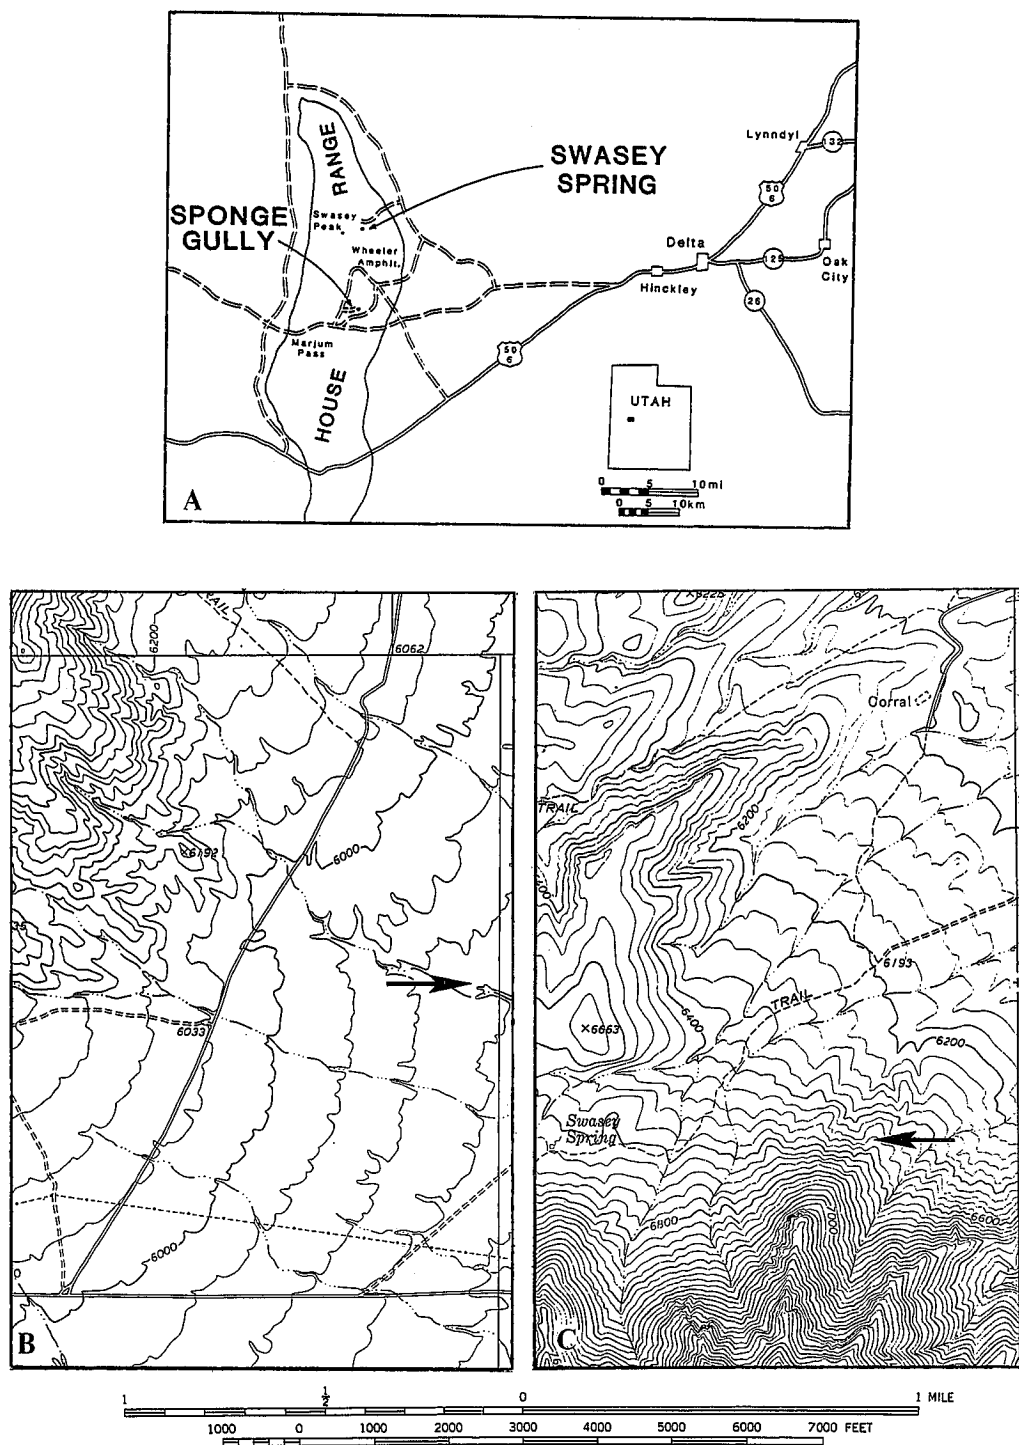 Lynndyl
132
RANGE
SWASEY
SPRING
50
6
SPONGE
GULLY
Swasey
Peak
Wheeler
Amphit.
Delta
125
Oak
City
Hinckley
26
Marjum
Pass
50
6
HOUSE
UTAH
0 5 10mi
0 5 10km
A
TRAIL
6200
6062
×6192
6000
6033
6000
B
×6225
Corral
TRAIL
6200
6193
TRAIL
6400
×6663
6200
Swasey
Spring
6800
6600
C
1 ½ 0 1 MILE
1000 0 1000 2000 3000 4000 5000 6000 7000 FEET